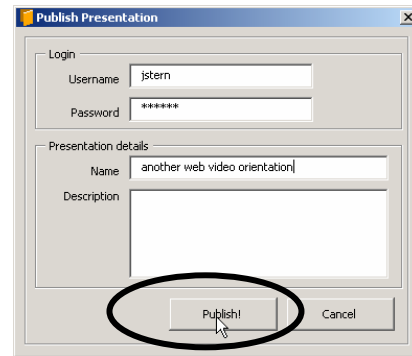 Publish Presentation
Login
Username jstern
Password ******
Presentation details
Name another web video orientation
Description
Publish! Cancel